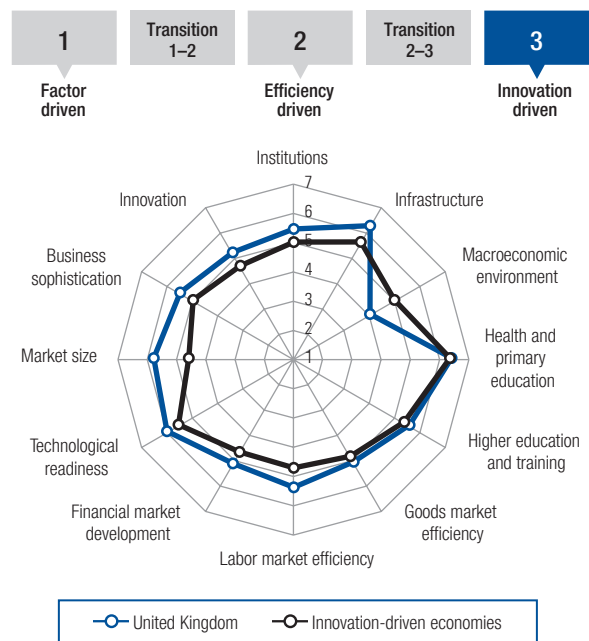 1
Transition
1–2
2
Transition
2–3
3
Factor
driven
Efficiency
driven
Innovation
driven
Institutions
7
6
5
4
3
2
1
Infrastructure
Macroeconomic
environment
Health and
primary
education
Higher education
and training
Goods market
efficiency
Labor market efficiency
Financial market
development
Technological
readiness
Market size
Business
sophistication
Innovation
United Kingdom
Innovation-driven economies